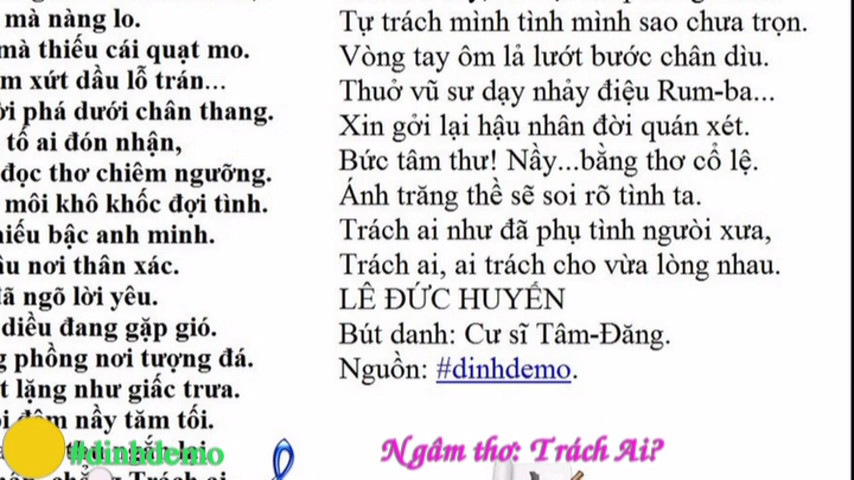 mà nàng lo.
mà thiếu cái quạt mo.
m xứt dầu lỗ trán...
ời phá dưới chân thang.
tố ai đón nhận,
đọc thơ chiêm ngưỡng.
môi khô khốc đợi tình.
hiếu bậc anh minh.
âu nơi thân xác.
đã ngõ lời yêu.
diều đang gặp gió.
g phồng nơi tượng đá.
t lặng như giấc trưa.
đêm nầy tăm tối.
#dinhdemo
Trách ai
Tự trách mình tình mình sao chưa trọn.
Vòng tay ôm lả lướt bước chân dìu.
Thuở vũ sư dạy nhảy điệu Rum-ba...
Xin gởi lại hậu nhân đời quán xét.
Bức tâm thư! Nầy...bằng thơ cổ lệ.
Ánh trăng thề sẽ soi rõ tình ta.
Trách ai như đã phụ tình người xưa,
Trách ai, ai trách cho vừa lòng nhau.
LÊ ĐỨC HUYẾN
Bút danh: Cư sĩ Tâm-Đăng.
Nguồn: #dinhdemo.
Ngâm thơ: Trách Ai?